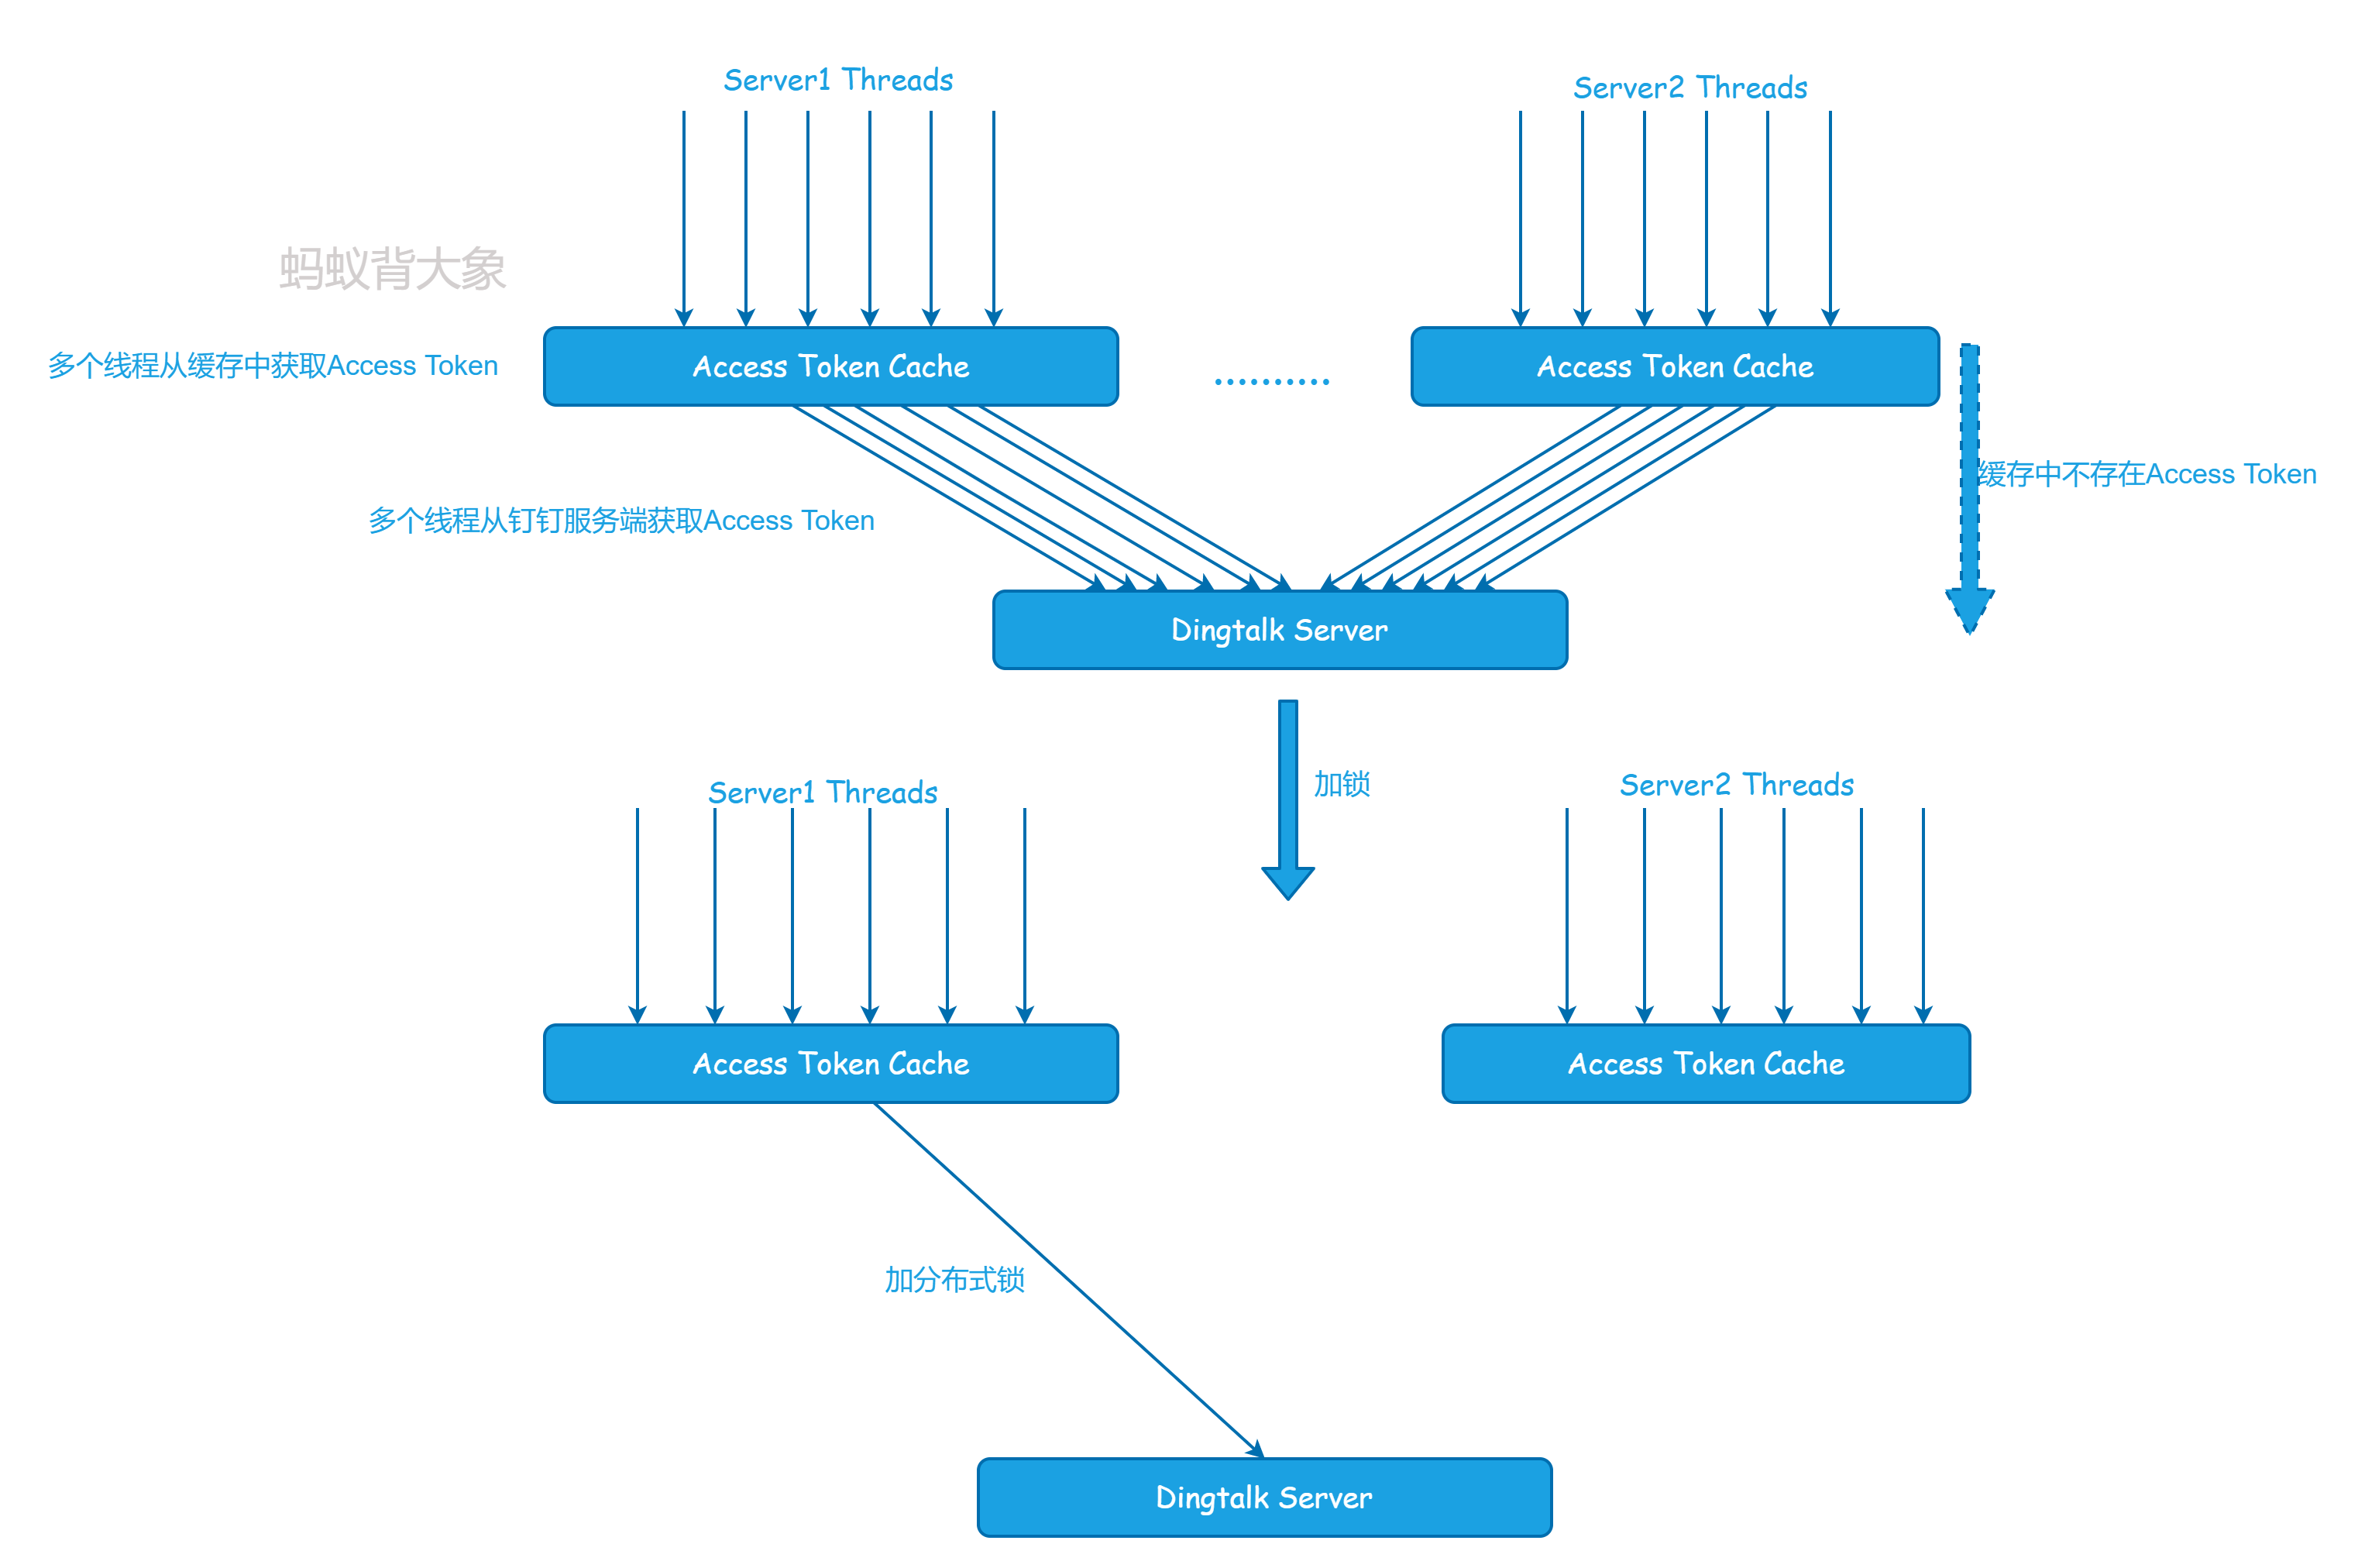 Server1 Threads
Server2 Threads
蚂蚁背大象
多个线程从缓存中获取Access Token
Access Token Cache
..........
Access Token Cache
缓存中不存在Access Token
多个线程从钉钉服务端获取Access Token
Dingtalk Server
加锁
Server1 Threads
Server2 Threads
Access Token Cache
Access Token Cache
加分布式锁
Dingtalk Server